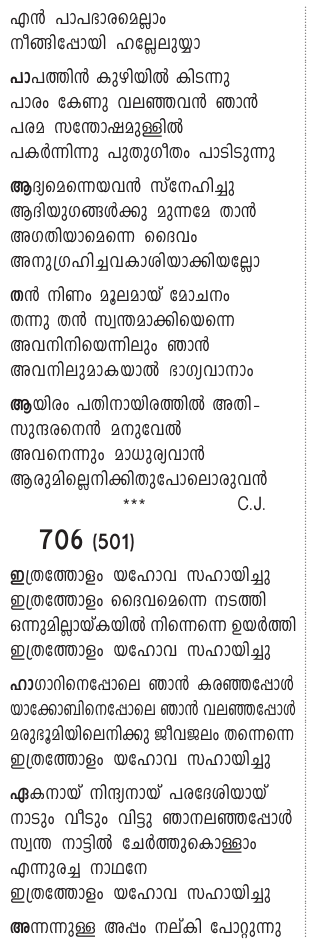 എൻ പാപഭാരമെല്ലാം
നീങ്ങിപ്പോയി ഹല്ലേലുയ്യാ
പാപത്തിൻ കുഴിയിൽ കിടന്നു
പാരം കേണു വലഞ്ഞവൻ ഞാൻ
പരമ സന്തോഷമുള്ളിൽ
പകർന്നിന്നു പുതുഗീതം പാടിടുന്നു
ആദ്യമെന്നെയവൻ സ്നേഹിച്ചു
ആദിയുഗങ്ങൾക്കു മുന്നമേ താൻ
അഗതിയാമെന്നെ ദൈവം
അനുഗ്രഹിച്ചവകാശിയാക്കിയല്ലോ
തൻ നിണം മൂലമായ് മോചനം
തന്നു തൻ സ്വന്തമാക്കിയെന്നെ
അവനിനിയെന്നിലും ഞാൻ
അവനിലുമാകയാൽ ഭാഗ്യവാനാം
ആയിരം പതിനായിരത്തിൽ അതി-
സുന്ദരനെൻ മനുവേൽ
അവനെന്നും മാധുര്യവാൻ
ആരുമില്ലെനിക്കിതുപോലൊരുവൻ
*** C.J.
706 (501)
ഇത്രത്തോളം യഹോവ സഹായിച്ചു
ഇത്രത്തോളം ദൈവമെന്നെ നടത്തി
ഒന്നുമില്ലായ്കയിൽ നിന്നെന്നെ ഉയർത്തി
ഇത്രത്തോളം യഹോവ സഹായിച്ചു
ഹാഗാറിനെപ്പോലെ ഞാൻ കരഞ്ഞപ്പോൾ
യാക്കോബിനെപ്പോലെ ഞാൻ വലഞ്ഞപ്പോൾ
മരുഭൂമിയിലെനിക്കു ജീവജലം തന്നെന്നെ
ഇത്രത്തോളം യഹോവ സഹായിച്ചു
ഏകനായ് നിന്ദ്യനായ് പരദേശിയായ്
നാടും വീടും വിട്ടു ഞാനലഞ്ഞപ്പോൾ
സ്വന്ത നാട്ടിൽ ചേർത്തുകൊള്ളാം
എന്നുരച്ച നാഥനേ
ഇത്രത്തോളം യഹോവ സഹായിച്ചു
അന്നന്നുള്ള അപ്പം നല്കി പോറ്റുന്നു